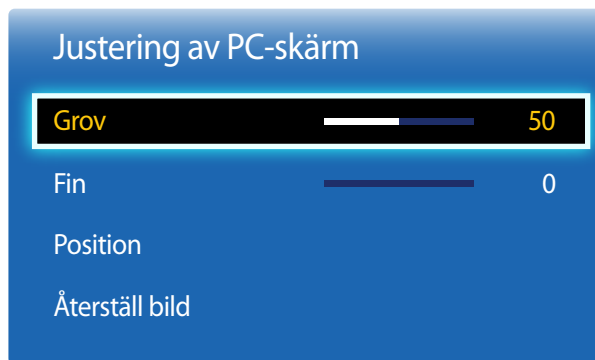 Justering av PC-skärm
Grov 50
Fin 0
Position
Återställ bild